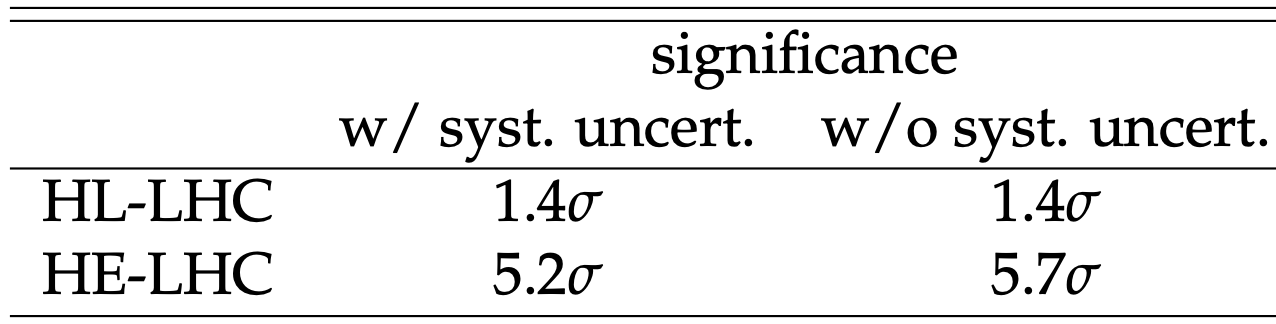 significance
w/ syst. uncert. w/o syst. uncert.
HL-LHC 1.4σ 1.4σ
HE-LHC 5.2σ 5.7σ